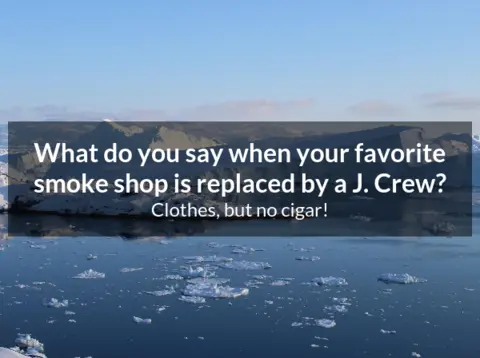 What do you say when your favorite
smoke shop is replaced by a J. Crew?
Clothes, but no cigar!